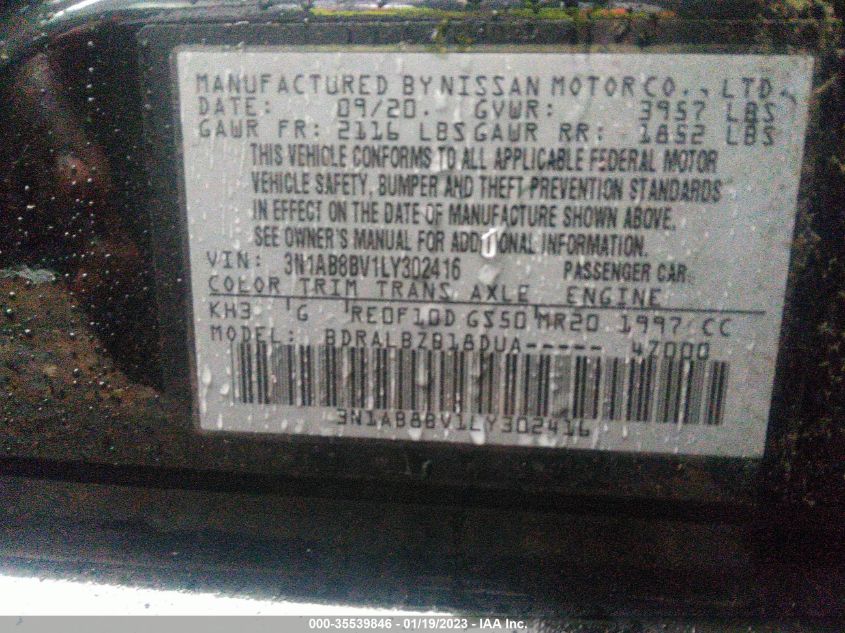 MANUFACTURED BY NISSAN MOTOR CO., LTD.
DATE: 09/20. GVWR: 3957 LBS
GAWR FR: 2116 LBS GAWR RR: 1852 LBS
THIS VEHICLE CONFORMS TO ALL APPLICABLE FEDERAL MOTOR
VEHICLE SAFETY, BUMPER AND THEFT PREVENTION STANDARDS
IN EFFECT ON THE DATE OF MANUFACTURE SHOWN ABOVE.
SEE OWNER'S MANUAL FOR ADDITIONAL INFORMATION.
VIN: 3N1AB8BV1LY302416 PASSENGER CAR
COLOR TRIM TRANS AXLE ENGINE
KH3 G RE0F10D GS50 MR20 1997 CC
MODEL: BDRALBZB18DUA----- 47000
3N1AB8BV1LY302416
000-35539846 - 01/19/2023 - IAA Inc.